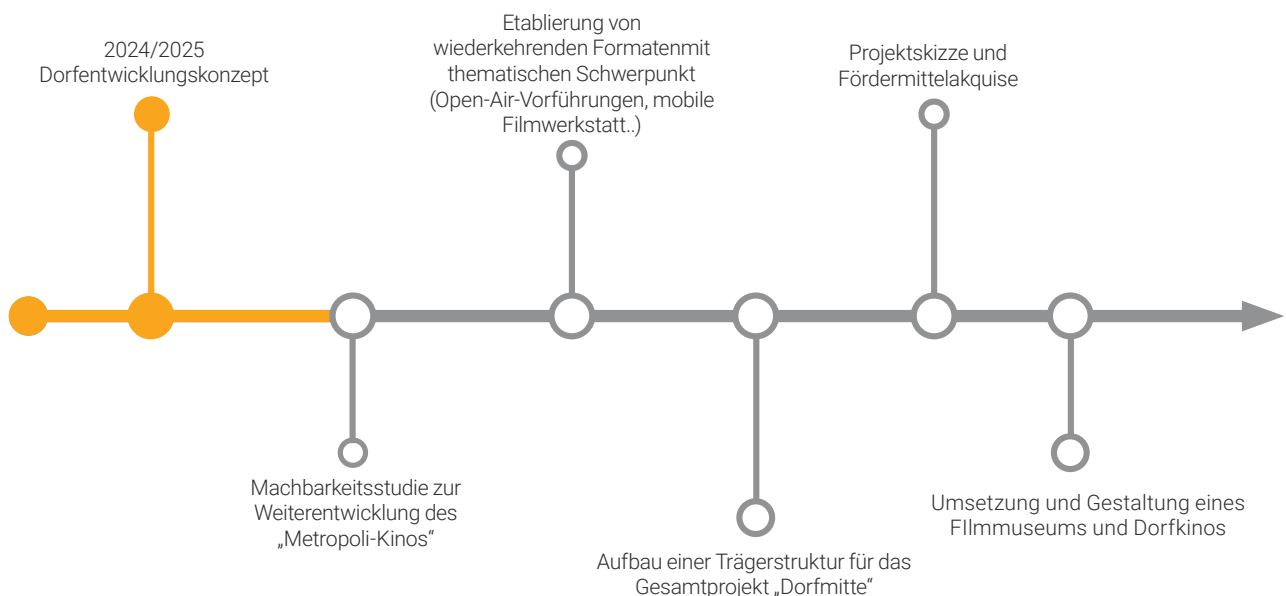 2024/2025
Dorfentwicklungskonzept
Machbarkeitsstudie zur
Weiterentwicklung des
„Metropoli-Kinos“
Etablierung von
wiederkehrenden Formatenmit
thematischen Schwerpunkt
(Open-Air-Vorführungen, mobile
Filmwerkstatt..)
Aufbau einer Trägerstruktur für das
Gesamtprojekt „Dorfmitte“
Projektskizze und
Fördermittelakquise
Umsetzung und Gestaltung eines
FIlmmuseums und Dorfkinos